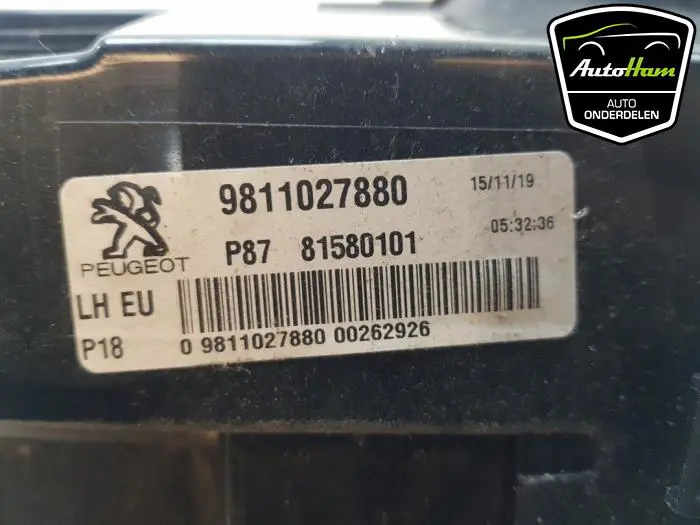 AutoHam
AUTO
ONDERDELEN
9811027880
15/11/19
P87 81580101
05:32:36
PEUGEOT
LH EU
P18
0 9811027880 00262926